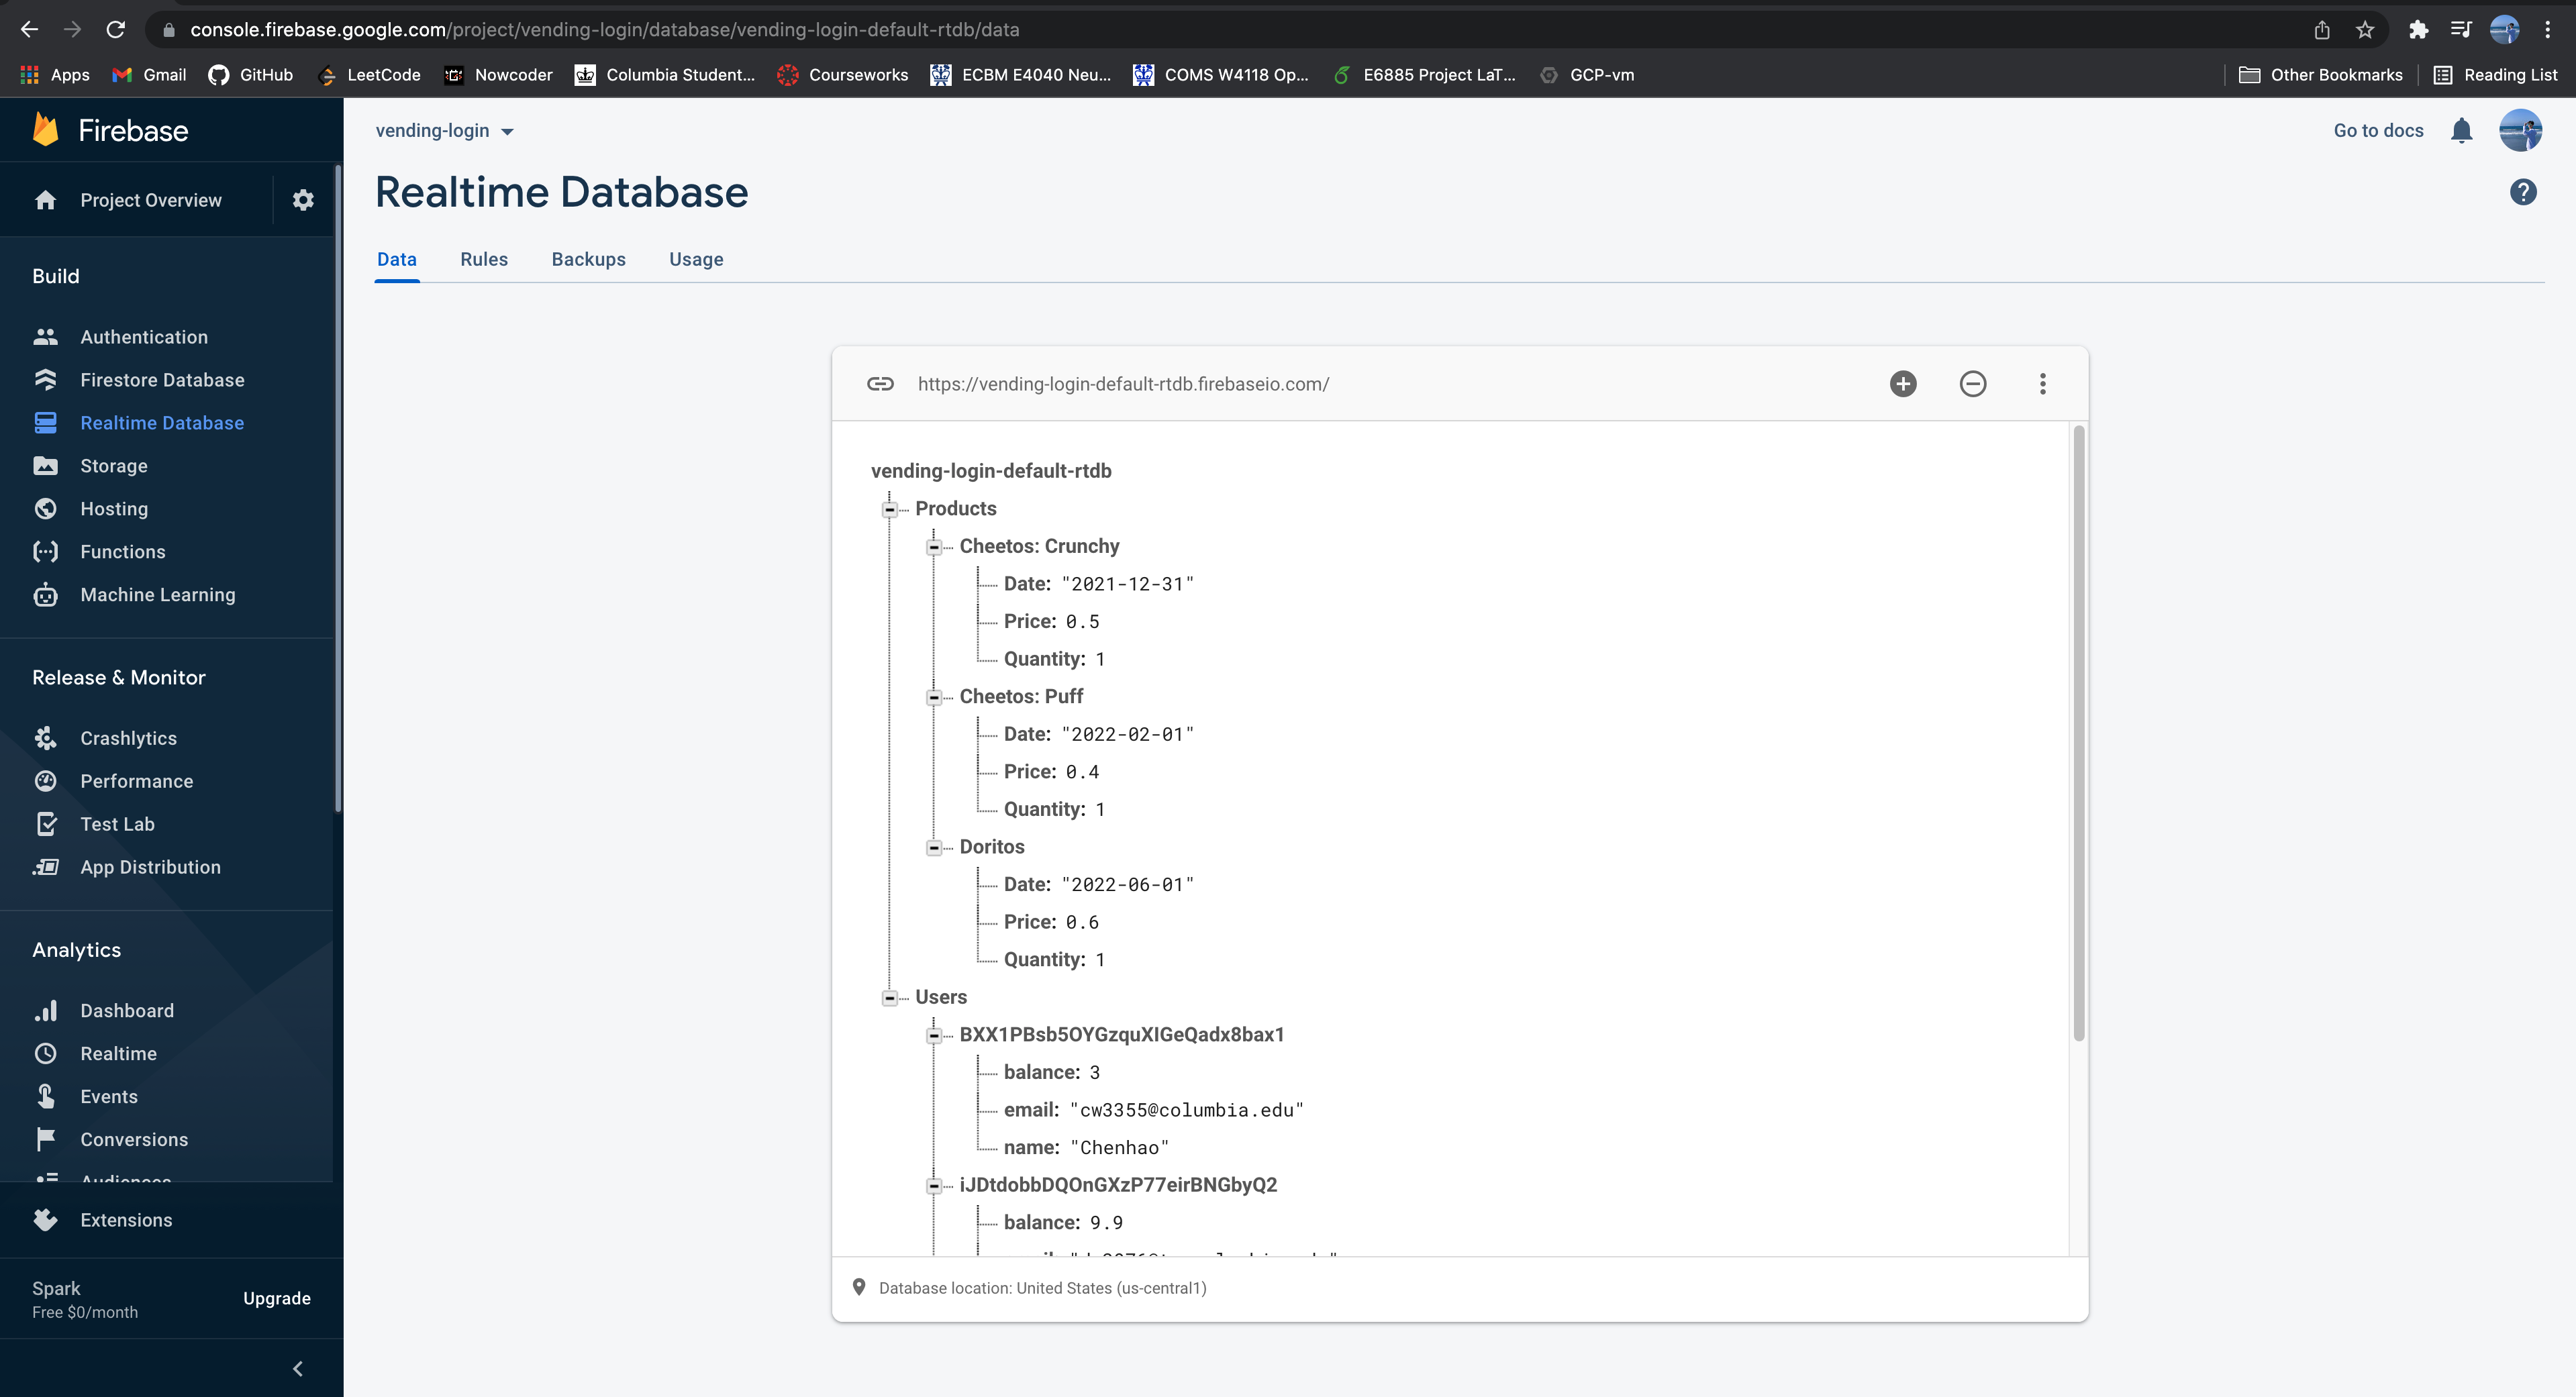 console.firebase.google.com/project/vending-login/database/vending-login-default-rtdb/data
Apps Gmail GitHub LeetCode Nowcoder Columbia Student... Courseworks ECBM E4040 Neu... COMS W4118 Op... E6885 Project LaT... GCP-vm Other Bookmarks Reading List
Firebase
Project Overview
Build
Authentication
Firestore Database
Realtime Database
Storage
Hosting
Functions
Machine Learning
Release & Monitor
Crashlytics
Performance
Test Lab
App Distribution
Analytics
Dashboard
Realtime
Events
Conversions
Audiences
Extensions
Spark
Free $0/month
Upgrade
vending-login
Go to docs
Realtime Database
Data Rules Backups Usage
https://vending-login-default-rtdb.firebaseio.com/
vending-login-default-rtdb
Products
Cheetos: Crunchy
Date: "2021-12-31"
Price: 0.5
Quantity: 1
Cheetos: Puff
Date: "2022-02-01"
Price: 0.4
Quantity: 1
Doritos
Date: "2022-06-01"
Price: 0.6
Quantity: 1
Users
BXX1PBsb5OYGzquXIGeQadx8bax1
balance: 3
email: "cw3355@columbia.edu"
name: "Chenhao"
iJDtdobbDQOnGXzP77eirBNGbyQ2
balance: 9.9
Database location: United States (us-central1)